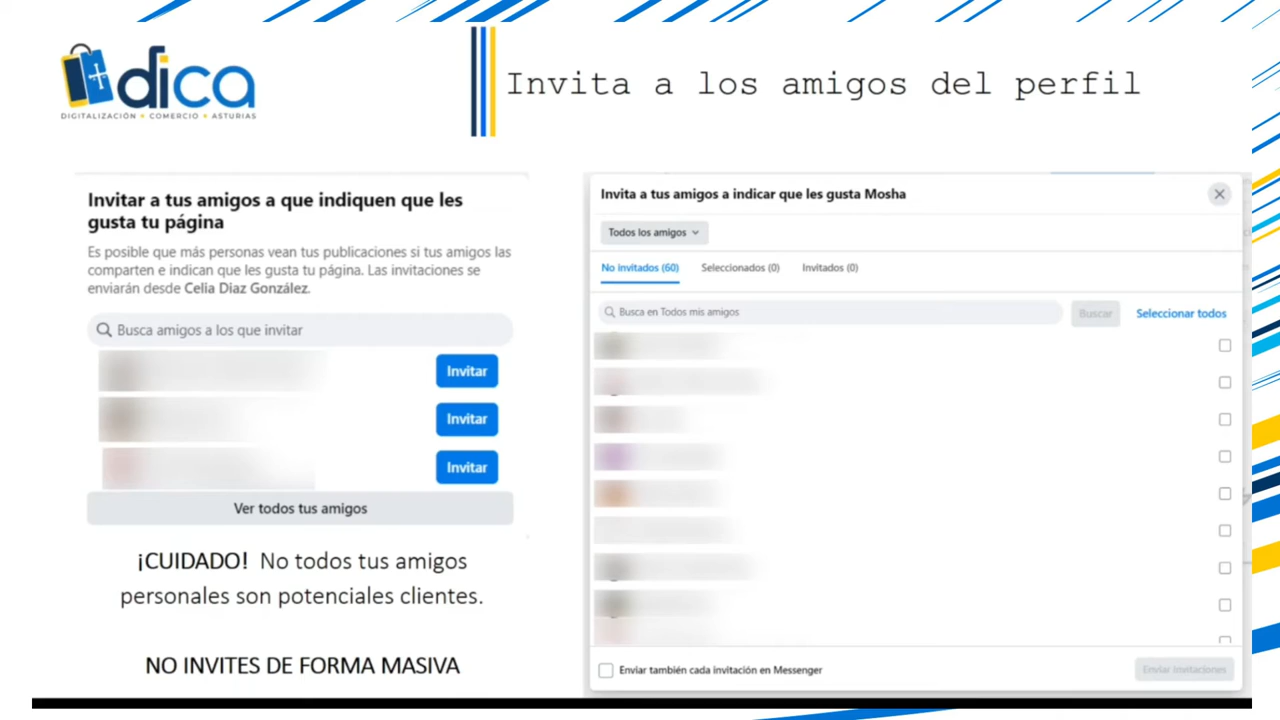 dica
DIGITALIZACIÓN • COMERCIO • ASTURIAS
Invita a los amigos del perfil
Invitar a tus amigos a que indiquen que les
gusta tu página
Es posible que más personas vean tus publicaciones si tus amigos las
comparten e indican que les gusta tu página. Las invitaciones se
enviarán desde Celia Diaz González.
Busca amigos a los que invitar
Invitar
Invitar
Invitar
Ver todos tus amigos
¡CUIDADO! No todos tus amigos
personales son potenciales clientes.
NO INVITES DE FORMA MASIVA
Invita a tus amigos a indicar que les gusta Mosha
Todos los amigos
No invitados (60) Seleccionados (0) Invitados (0)
Busca en Todos mis amigos Buscar Seleccionar todos
Enviar también cada invitación en Messenger Enviar invitaciones